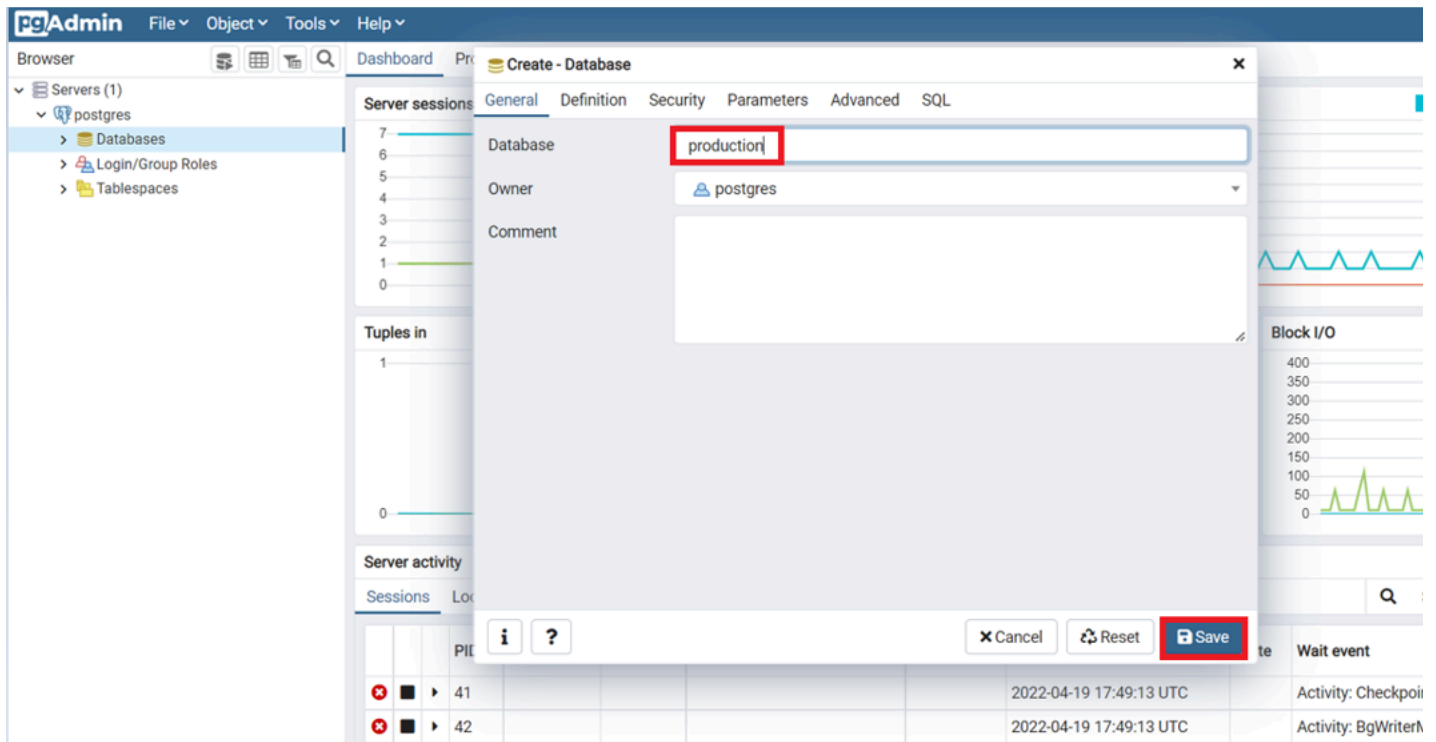 pgAdmin File Object Tools Help
Browser
Servers (1)
postgres
Databases
Login/Group Roles
Tablespaces
Dashboard
Server sessions
7
6
5
4
3
2
1
0
Tuples in
1
0
Create - Database
General Definition Security Parameters Advanced SQL
Database production
Owner postgres
Comment
i ? Cancel Reset Save
Block I/O
400
350
300
250
200
150
100
50
0
Server activity
Sessions
Wait event
41 2022-04-19 17:49:13 UTC Activity:
42 2022-04-19 17:49:13 UTC Activity: